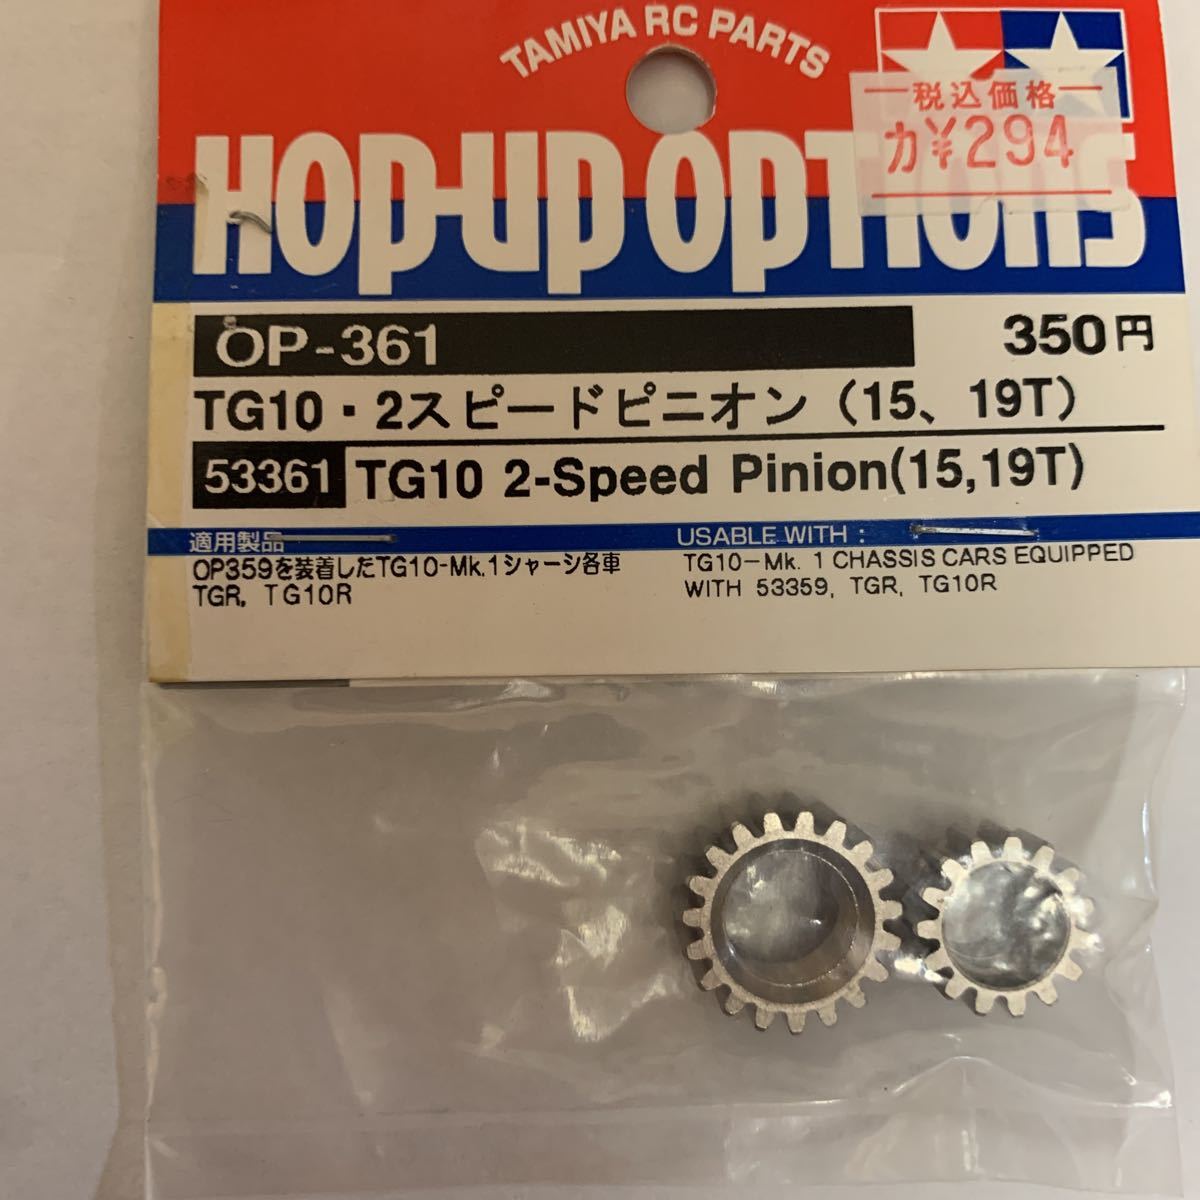 TAMIYA RC PARTS
税込価格
カ¥294
HOP-UP OPTIONS
OP-361 350円
TG10・2スピードピニオン（15、19T）
53361 TG10 2-Speed Pinion(15,19T)
適用製品
OP359を装着したTG10-Mk.1シャーシ各車
TGR, TG10R
USABLE WITH :
TG10-Mk. 1 CHASSIS CARS EQUIPPED
WITH 53359, TGR, TG10R